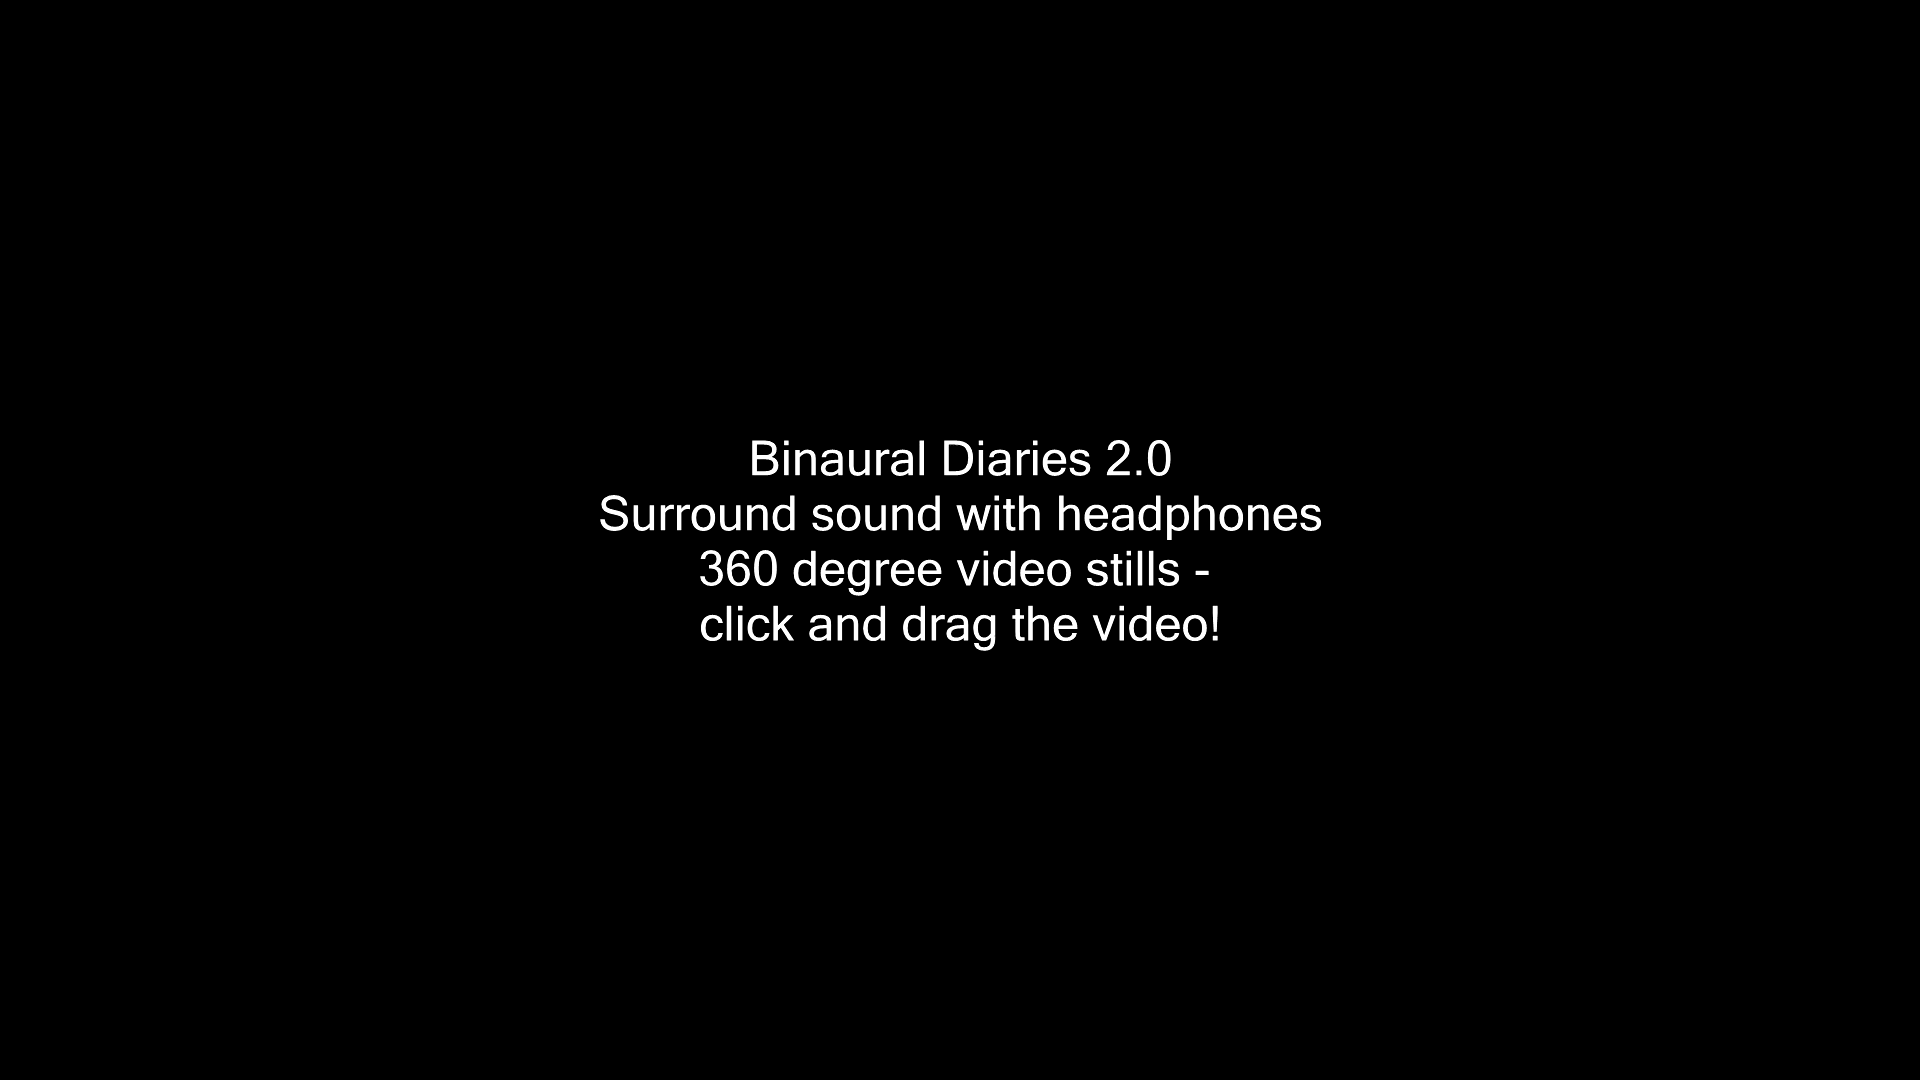 Binaural Diaries 2.0
Surround sound with headphones
360 degree video stills -
click and drag the video!